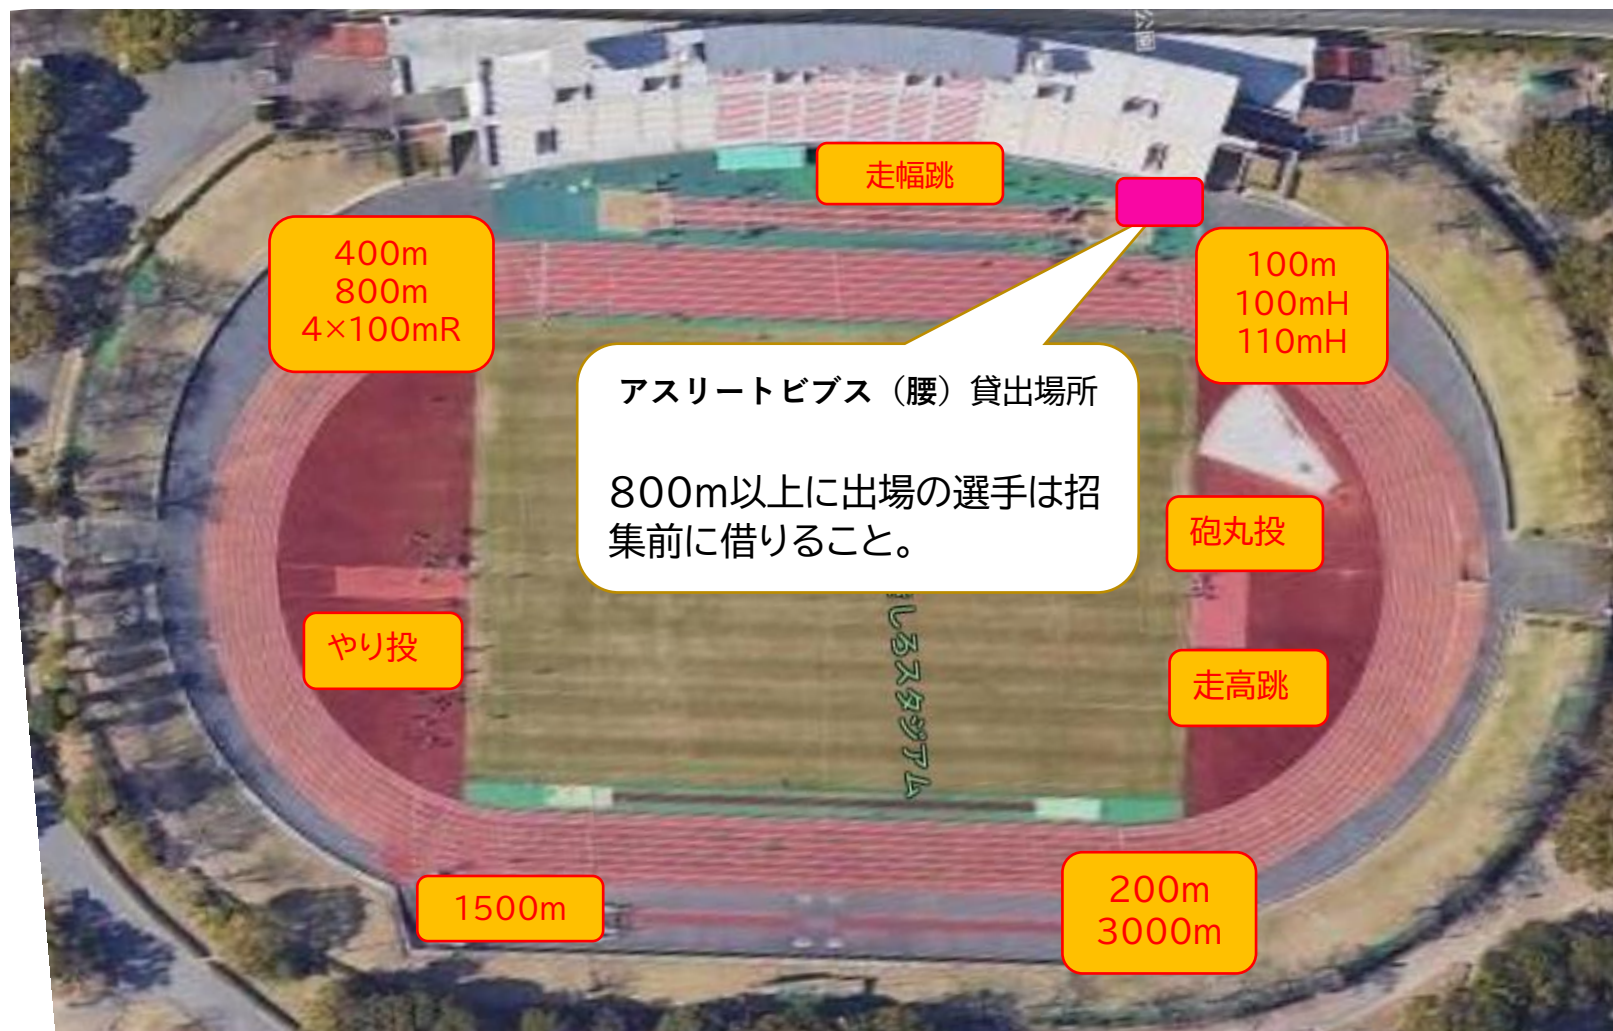 公園
走幅跳
400m
800m
4×100mR
100m
100mH
110mH
アスリートビブス（腰）貸出場所
800m以上に出場の選手は招
集前に借りること。
砲丸投
やり投
しろスタジアム
走高跳
1500m
200m
3000m